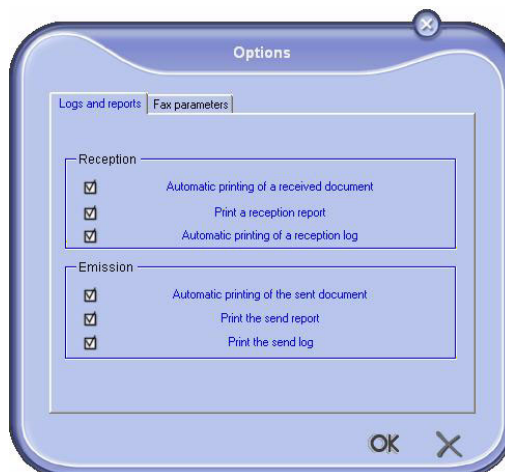 Options
Logs and reports
Fax parameters
Reception
Automatic printing of a received document
Print a reception report
Automatic printing of a reception log
Emission
Automatic printing of the sent document
Print the send report
Print the send log
OK